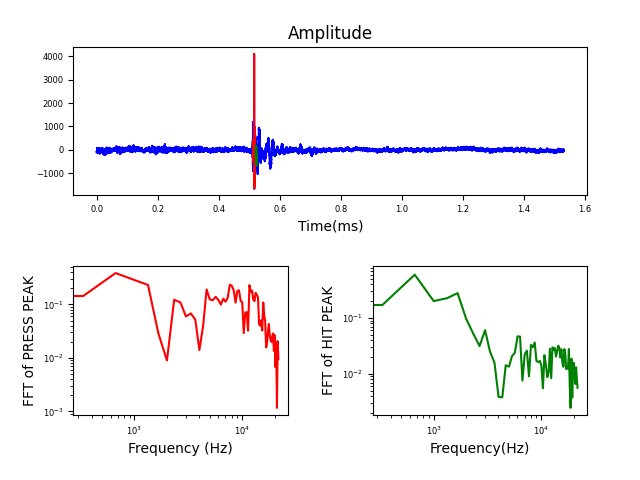 Amplitude
4000
3000
2000
1000
0
−1000
0.0 0.2 0.4 0.6 0.8 1.0 1.2 1.4 1.6
Time(ms)
FFT of PRESS PEAK
10⁻¹
10⁻²
10⁻³
10³ 10⁴
Frequency (Hz)
FFT of HIT PEAK
10⁻¹
10⁻²
10³ 10⁴
Frequency(Hz)